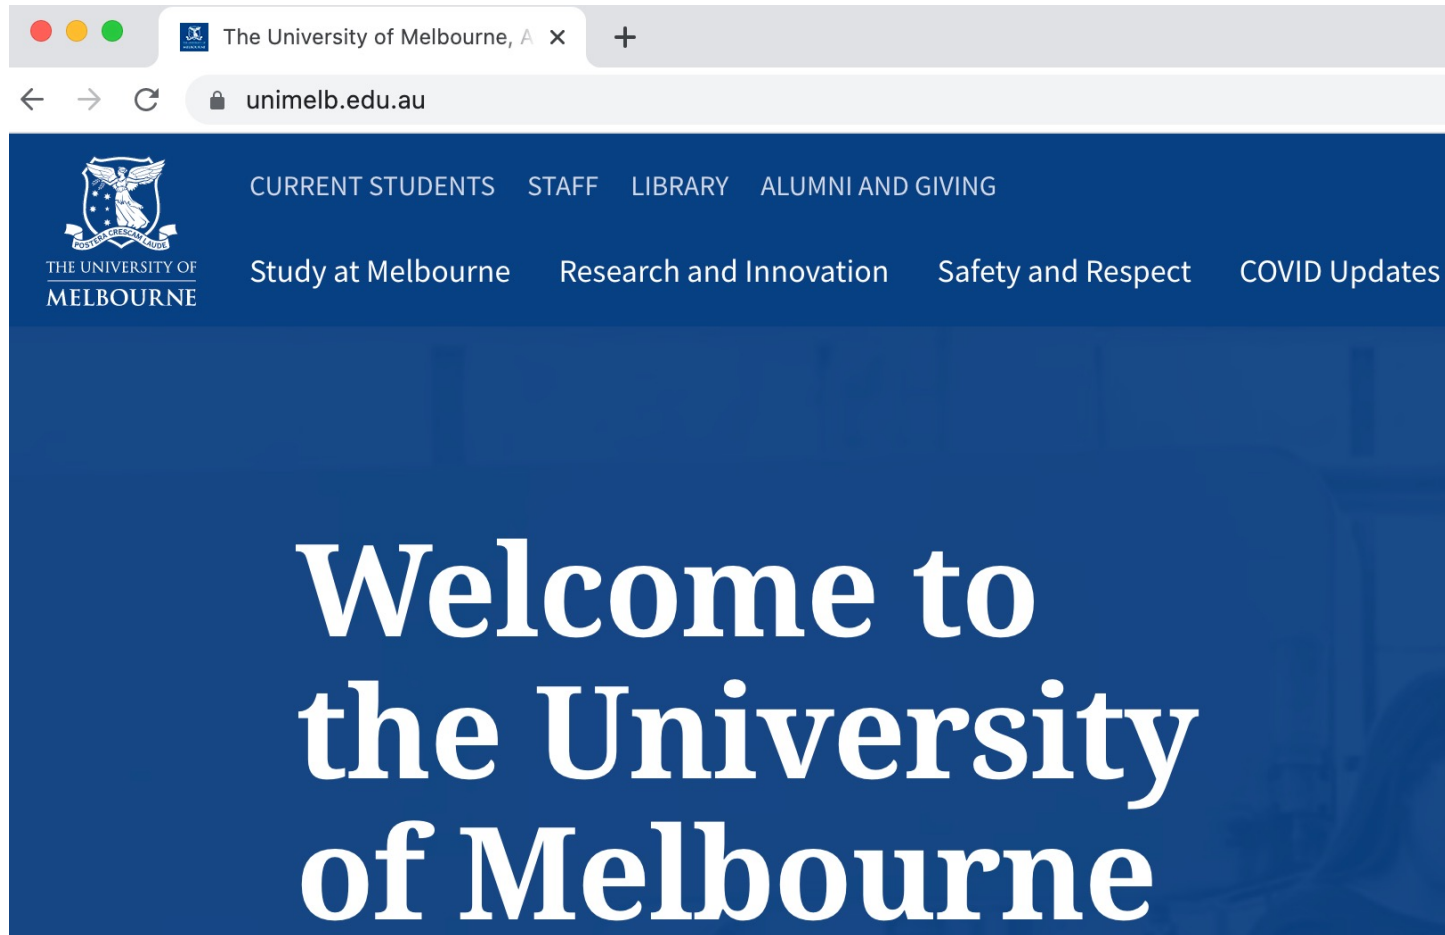 The University of Melbourne, A
unimelb.edu.au
CURRENT STUDENTS STAFF LIBRARY ALUMNI AND GIVING
POSTERA CRESCAM LAUDE
THE UNIVERSITY OF
MELBOURNE
Study at Melbourne Research and Innovation Safety and Respect COVID Updates
Welcome to
the University
of Melbourne